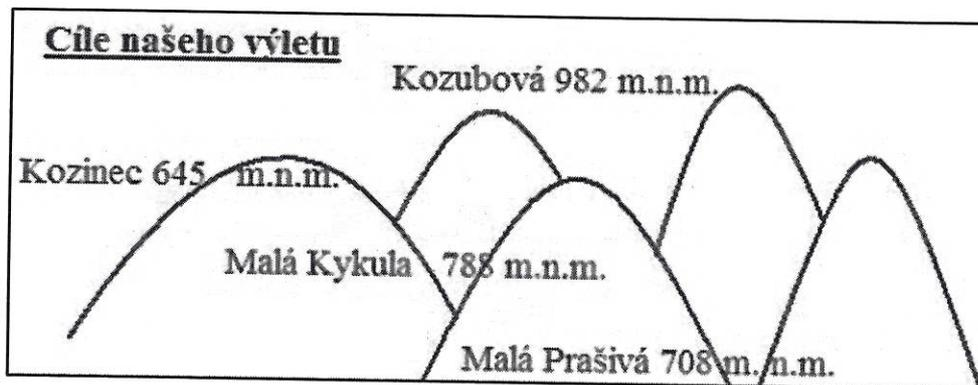 Cíle našeho výletu
Kozubová 982 m.n.m.
Kozinec 645 m.n.m.
Malá Kykula 788 m.n.m.
Malá Prašivá 708 m. n.m.